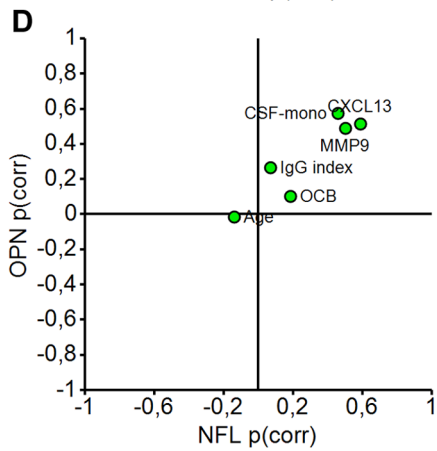 D
1
0,8
0,6
0,4
0,2
0
-0,2
-0,4
-0,6
-0,8
-1
OPN p(corr)
CSF-mono
CXCL13
MMP9
IgG index
OCB
Age
-1
-0,6
-0,2
0,2
0,6
1
NFL p(corr)